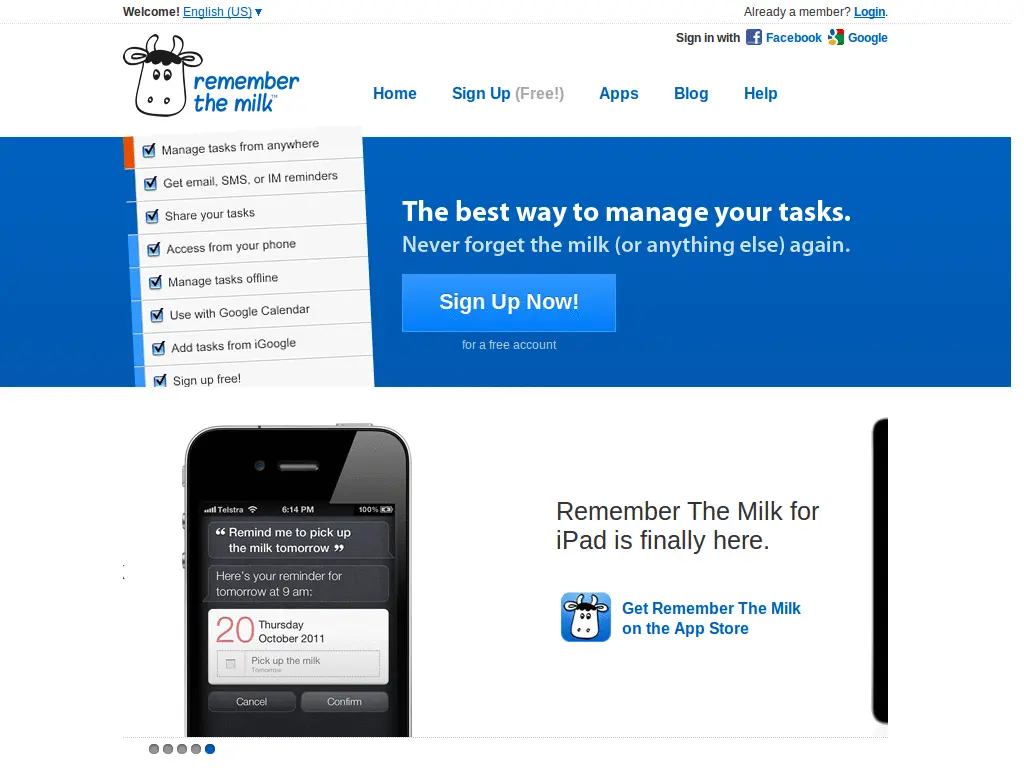 Welcome! English (US) ▾
Already a member? Login.
Sign in with Facebook Google
remember
the milk™
Home Sign Up (Free!) Apps Blog Help
Manage tasks from anywhere
Get email, SMS, or IM reminders
Share your tasks
Access from your phone
Manage tasks offline
Use with Google Calendar
Add tasks from iGoogle
Sign up free!
The best way to manage your tasks.
Never forget the milk (or anything else) again.
Sign Up Now!
for a free account
Telstra 6:14 PM 100%
“ Remind me to pick up
the milk tomorrow ”
Here's your reminder for
tomorrow at 9 am:
20 Thursday
October 2011
Pick up the milk
Tomorrow
Cancel Confirm
Remember The Milk for
iPad is finally here.
Get Remember The Milk
on the App Store